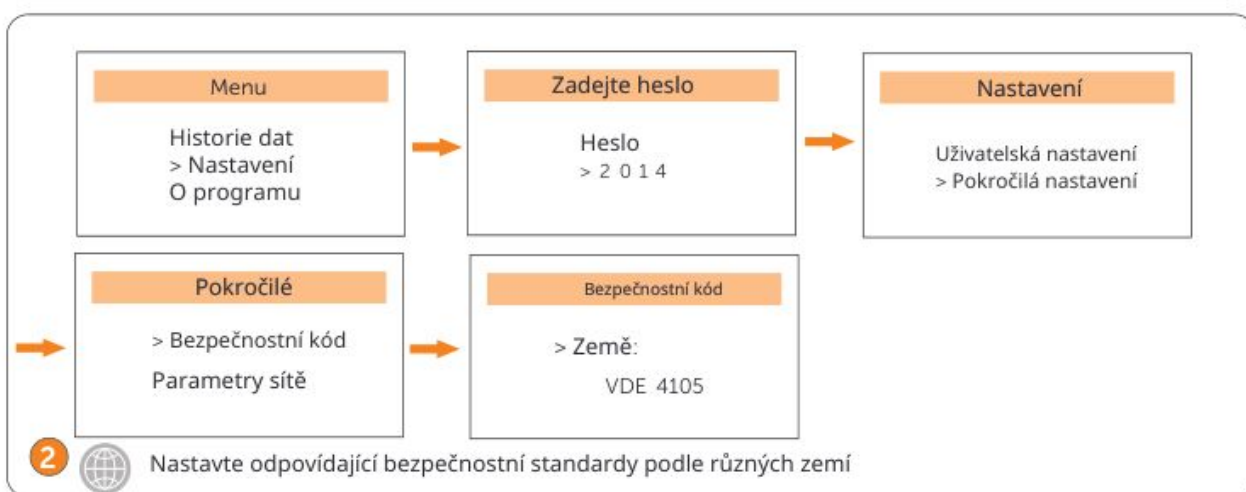 Menu
Historie dat
> Nastavení
O programu
Zadejte heslo
Heslo
> 2 0 1 4
Nastavení
Uživatelská nastavení
> Pokročilá nastavení
Pokročilé
> Bezpečnostní kód
Parametry sítě
Bezpečnostní kód
> Země:
VDE 4105
2 Nastavte odpovídající bezpečnostní standardy podle různých zemí